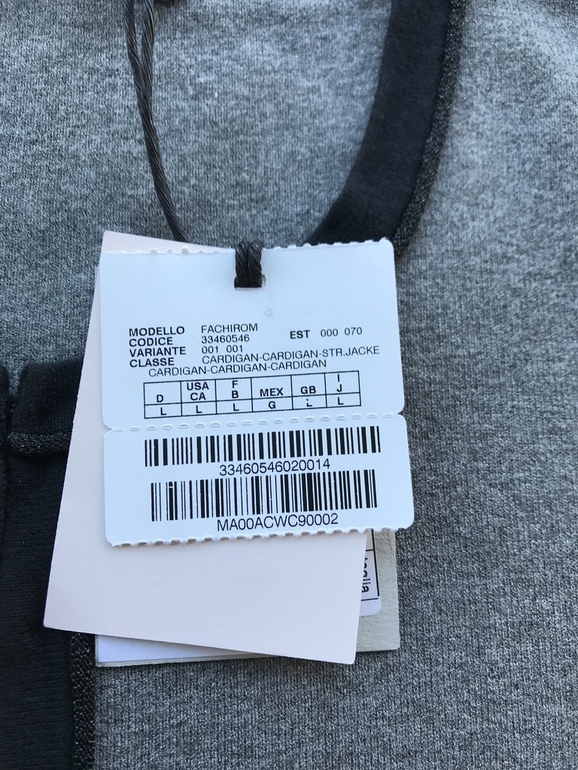 MODELLO FACHIROM
CODICE 33460546 EST 000 070
VARIANTE 001 001
CLASSE CARDIGAN-CARDIGAN-STR.JACKE
CARDIGAN-CARDIGAN-CARDIGAN
D USA CA F B MEX GB I J
L L L G L L
33460546020014
MA00ACWC90002
taglia